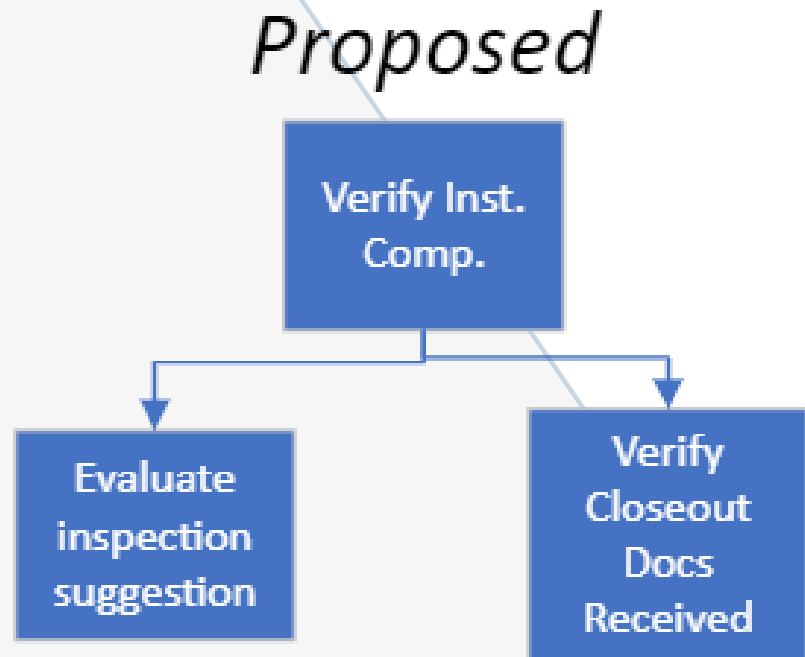 Proposed
Verify Inst.
Comp.
Evaluate
inspection
suggestion
Verify
Closeout
Docs
Received